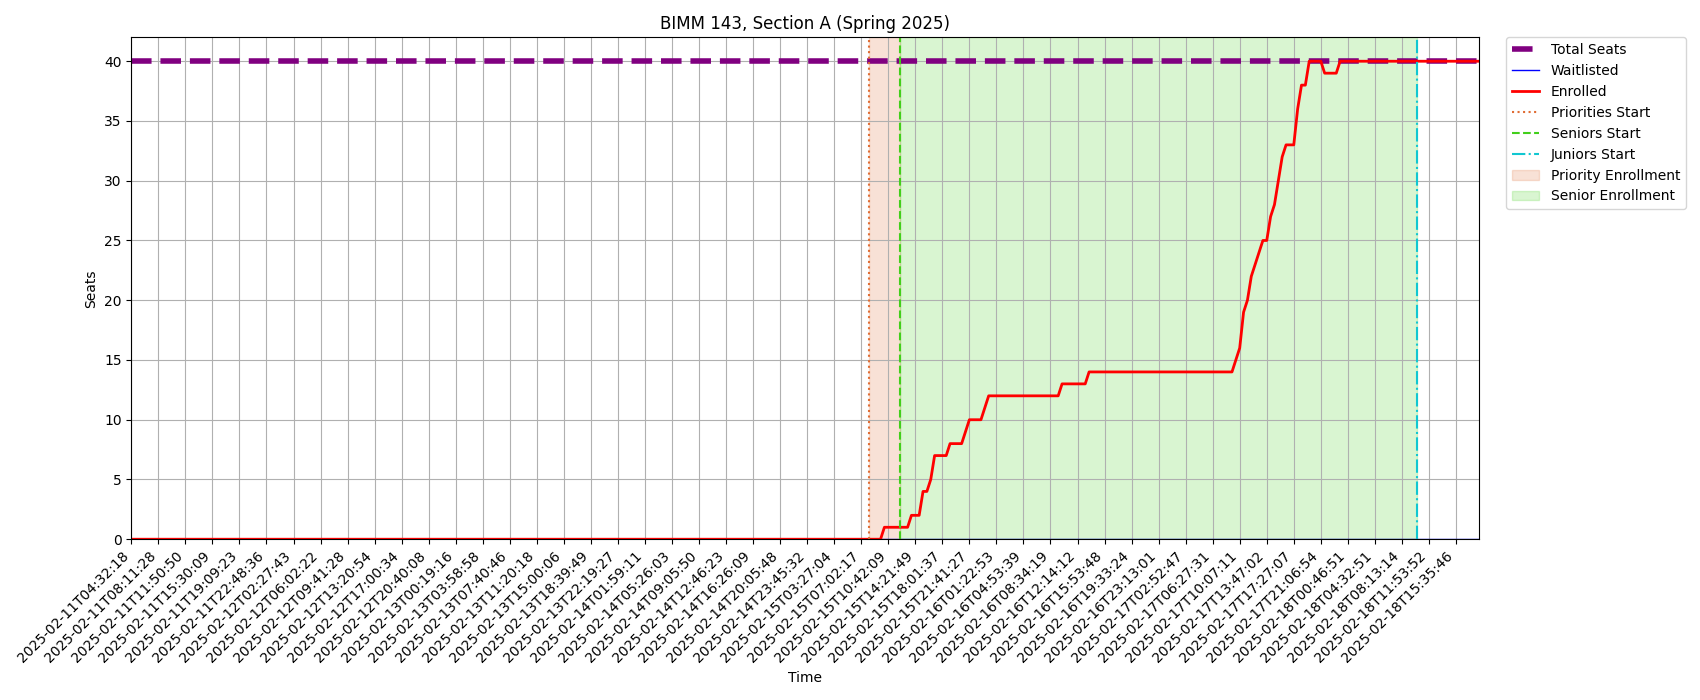 BIMM 143, Section A (Spring 2025)
Total Seats
Waitlisted
Enrolled
Priorities Start
Seniors Start
Juniors Start
Priority Enrollment
Senior Enrollment
Seats
40
35
30
25
20
15
10
5
0
2025-02-11T04:32:18
2025-02-11T08:11:28
2025-02-11T11:50:50
2025-02-11T15:30:09
2025-02-11T19:09:23
2025-02-11T22:48:36
2025-02-12T02:27:43
2025-02-12T06:02:22
2025-02-12T09:41:28
2025-02-12T13:20:54
2025-02-12T17:00:34
2025-02-12T20:40:08
2025-02-13T00:19:16
2025-02-13T03:58:58
2025-02-13T07:40:46
2025-02-13T11:20:18
2025-02-13T15:00:06
2025-02-13T18:39:49
2025-02-13T22:19:27
2025-02-14T01:59:11
2025-02-14T05:26:03
2025-02-14T09:05:50
2025-02-14T12:46:23
2025-02-14T16:26:09
2025-02-14T20:05:48
2025-02-14T23:45:32
2025-02-15T03:27:04
2025-02-15T07:02:17
2025-02-15T10:42:09
2025-02-15T14:21:49
2025-02-15T18:01:37
2025-02-15T21:41:27
2025-02-16T01:22:53
2025-02-16T04:53:39
2025-02-16T08:34:19
2025-02-16T12:14:12
2025-02-16T15:53:48
2025-02-16T19:33:24
2025-02-16T23:13:01
2025-02-17T02:52:47
2025-02-17T06:27:31
2025-02-17T10:07:11
2025-02-17T13:47:02
2025-02-17T17:27:07
2025-02-17T21:06:54
2025-02-18T00:46:51
2025-02-18T04:32:51
2025-02-18T08:13:14
2025-02-18T11:53:52
2025-02-18T15:35:46
Time